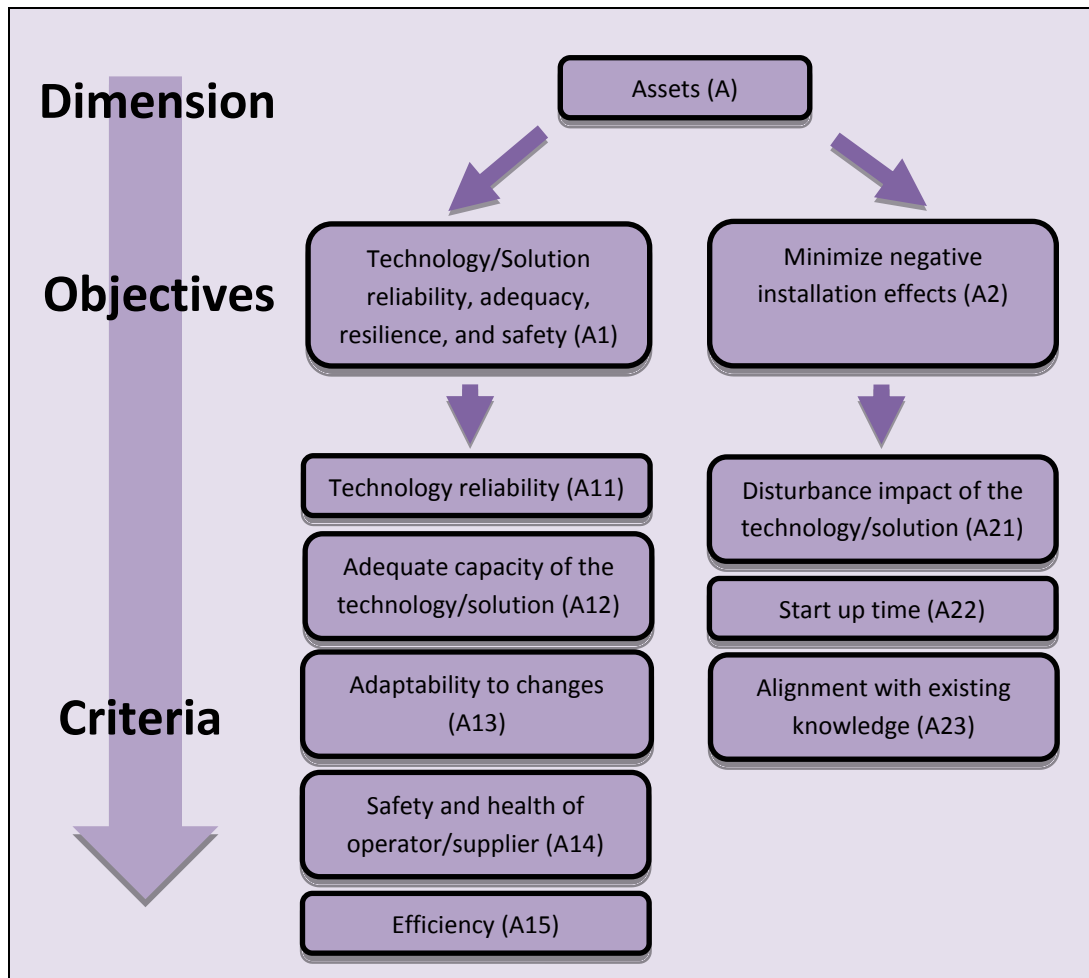 Dimension
Assets (A)
Objectives
Technology/Solution
reliability, adequacy,
resilience, and safety (A1)
Minimize negative
installation effects (A2)
Criteria
Technology reliability (A11)
Adequate capacity of the
technology/solution (A12)
Adaptability to changes
(A13)
Safety and health of
operator/supplier (A14)
Efficiency (A15)
Disturbance impact of the
technology/solution (A21)
Start up time (A22)
Alignment with existing
knowledge (A23)